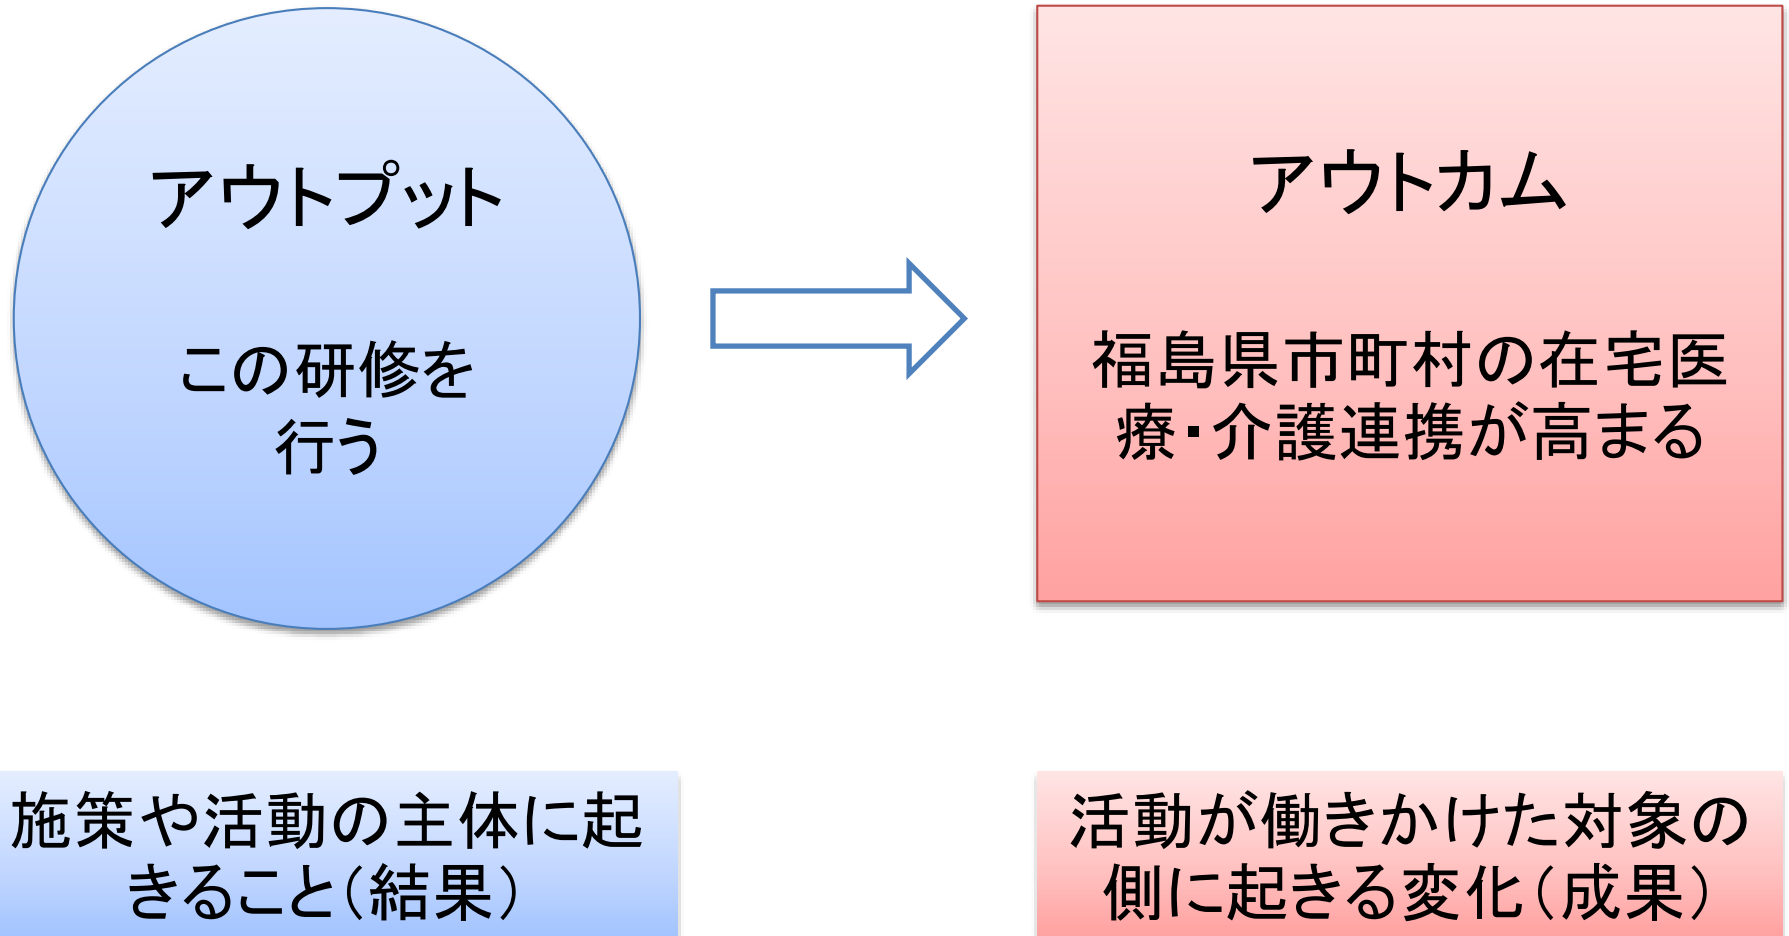 アウトプット
この研修を
行う
アウトカム
福島県市町村の在宅医
療・介護連携が高まる
施策や活動の主体に起
きること（結果）
活動が働きかけた対象の
側に起きる変化（成果）